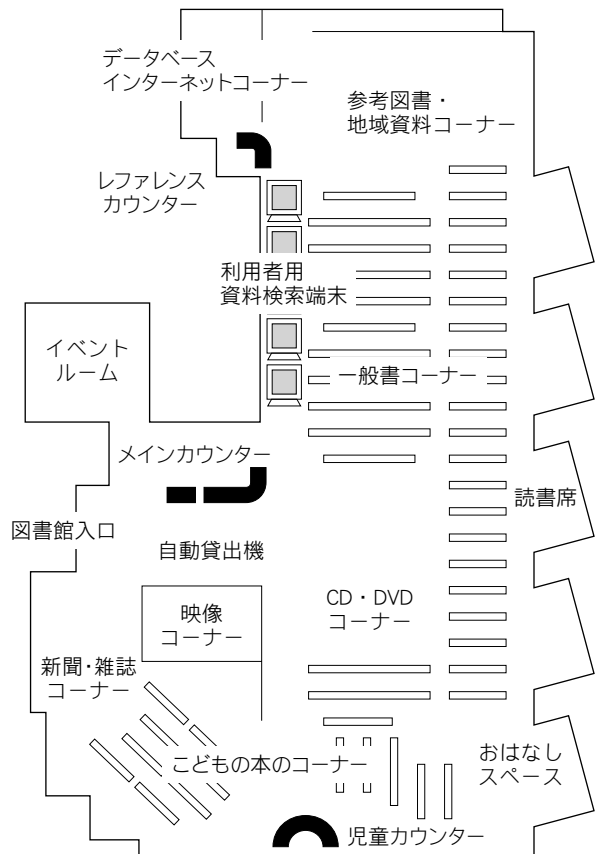 データベース
インターネットコーナー
参考図書・
地域資料コーナー
レファレンス
カウンター
利用者用
資料検索端末
イベント
ルーム
一般書コーナー
メインカウンター
読書席
図書館入口
自動貸出機
映像
コーナー
CD・DVD
コーナー
新聞・雑誌
コーナー
おはなし
スペース
こどもの本のコーナー
児童カウンター